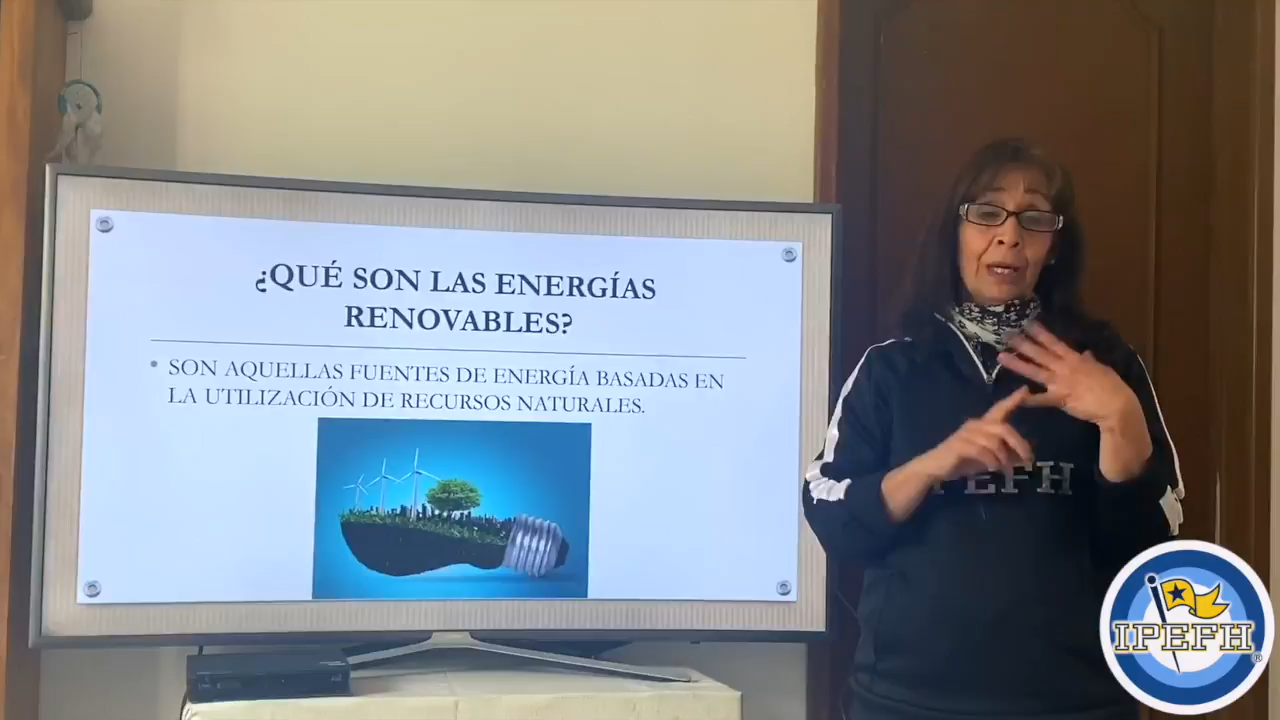 ¿QUÉ SON LAS ENERGÍAS
RENOVABLES?
• SON AQUELLAS FUENTES DE ENERGÍA BASADAS EN
LA UTILIZACIÓN DE RECURSOS NATURALES.
IPEFH
IPEFH
®